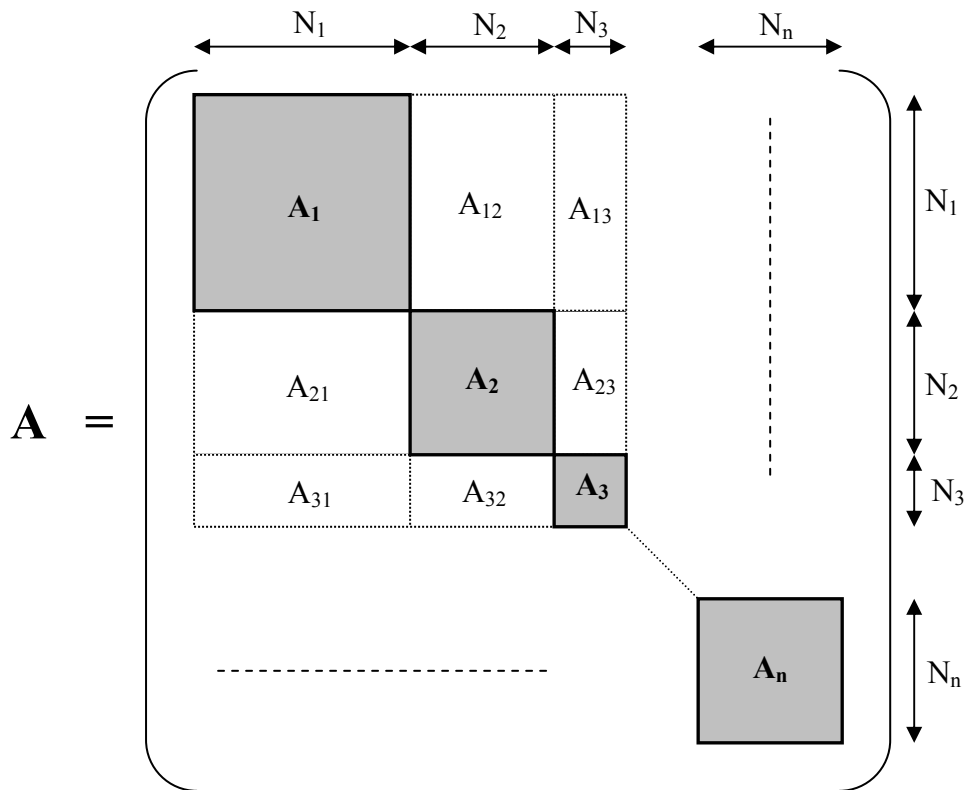 N₁ N₂ N₃ Nₙ
A₁ A₁₂ A₁₃ N₁
A₂₁ A₂ A₂₃ N₂
A =
A₃₁ A₃₂ A₃ N₃
Aₙ Nₙ